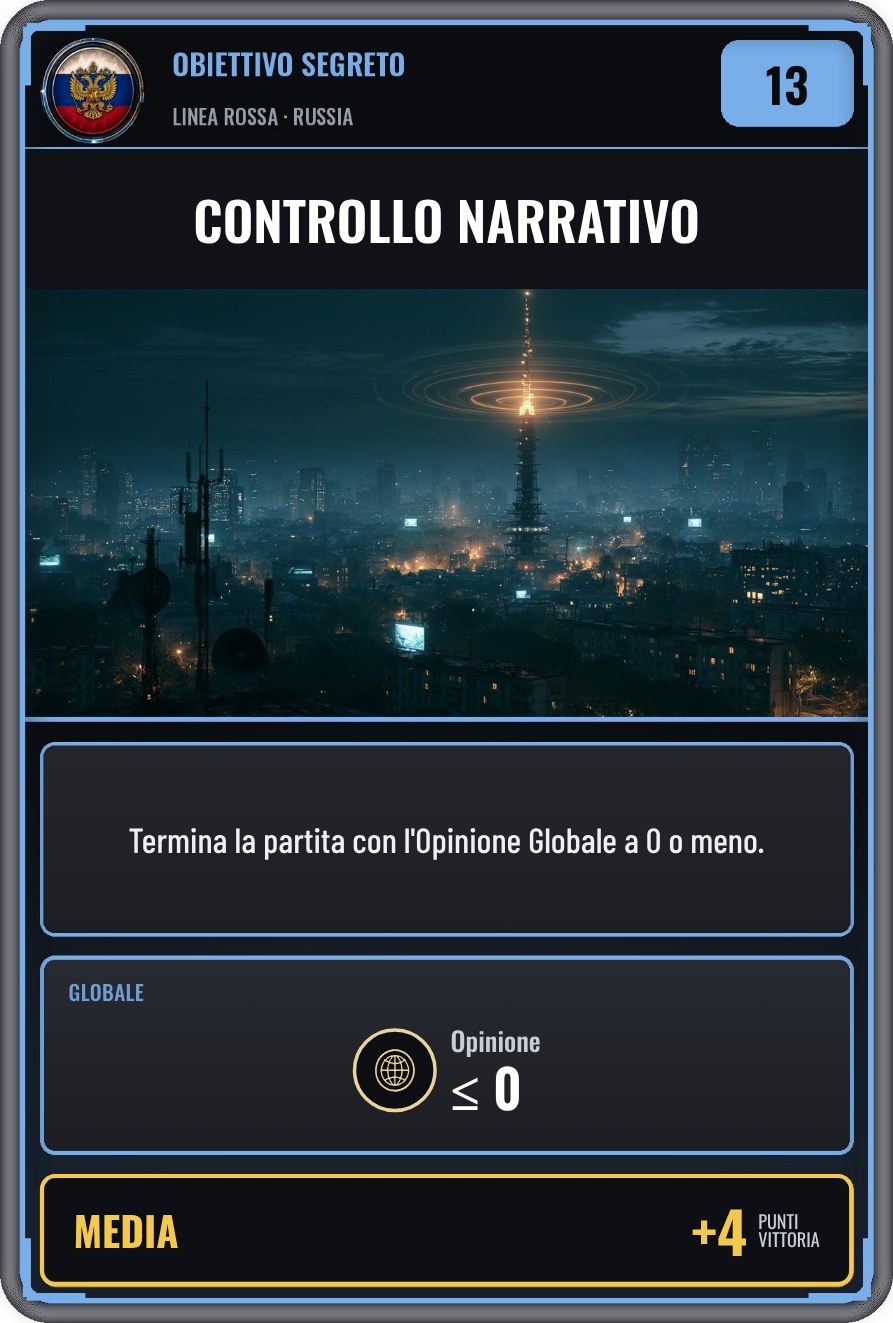 OBIETTIVO SEGRETO
LINEA ROSSA · RUSSIA
13
CONTROLLO NARRATIVO
Termina la partita con l'Opinione Globale a 0 o meno.
GLOBALE
Opinione
≤ 0
MEDIA
+4 PUNTI
VITTORIA